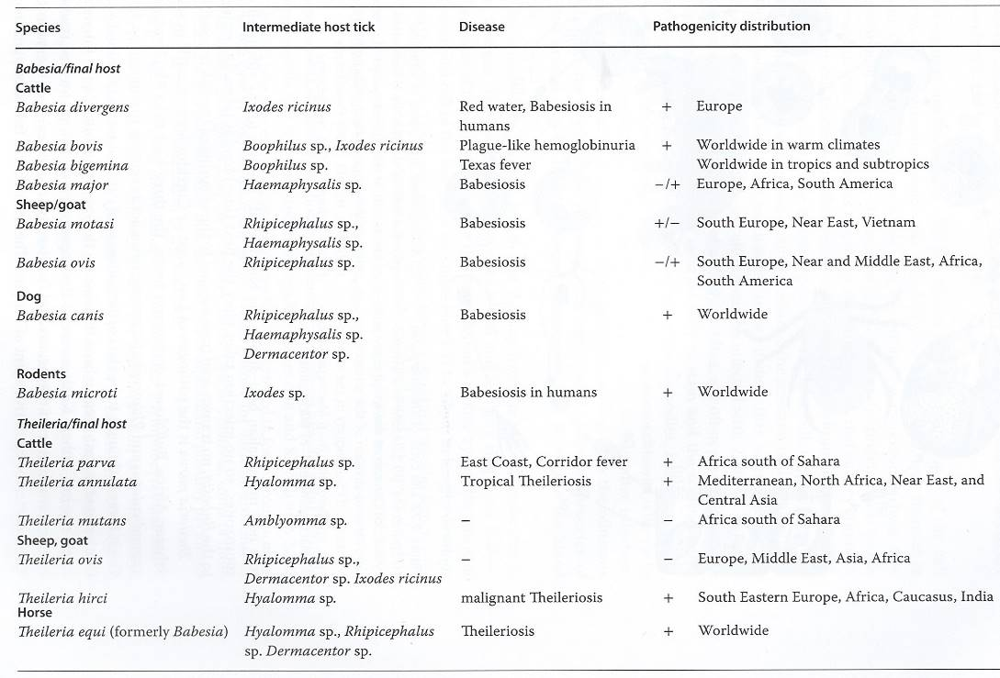 Species Intermediate host tick Disease Pathogenicity distribution
Babesia/final host
Cattle
Babesia divergens Ixodes ricinus Red water, Babesiosis in + Europe
humans
Babesia bovis Boophilus sp., Ixodes ricinus Plague-like hemoglobinuria + Worldwide in warm climates
Babesia bigemina Boophilus sp. Texas fever Worldwide in tropics and subtropics
Babesia major Haemaphysalis sp. Babesiosis −/+ Europe, Africa, South America
Sheep/goat
Babesia motasi Rhipicephalus sp., Babesiosis +/− South Europe, Near East, Vietnam
Haemaphysalis sp.
Babesia ovis Rhipicephalus sp. Babesiosis −/+ South Europe, Near and Middle East, Africa,
South America
Dog
Babesia canis Rhipicephalus sp., Babesiosis + Worldwide
Haemaphysalis sp.
Dermacentor sp.
Rodents
Babesia microti Ixodes sp. Babesiosis in humans + Worldwide
Theileria/final host
Cattle
Theileria parva Rhipicephalus sp. East Coast, Corridor fever + Africa south of Sahara
Theileria annulata Hyalomma sp. Tropical Theileriosis + Mediterranean, North Africa, Near East, and
Central Asia
Theileria mutans Amblyomma sp. − − Africa south of Sahara
Sheep, goat
Theileria ovis Rhipicephalus sp., − − Europe, Middle East, Asia, Africa
Dermacentor sp. Ixodes ricinus
Theileria hirci Hyalomma sp. malignant Theileriosis + South Eastern Europe, Africa, Caucasus, India
Horse
Theileria equi (formerly Babesia) Hyalomma sp., Rhipicephalus Theileriosis + Worldwide
sp. Dermacentor sp.